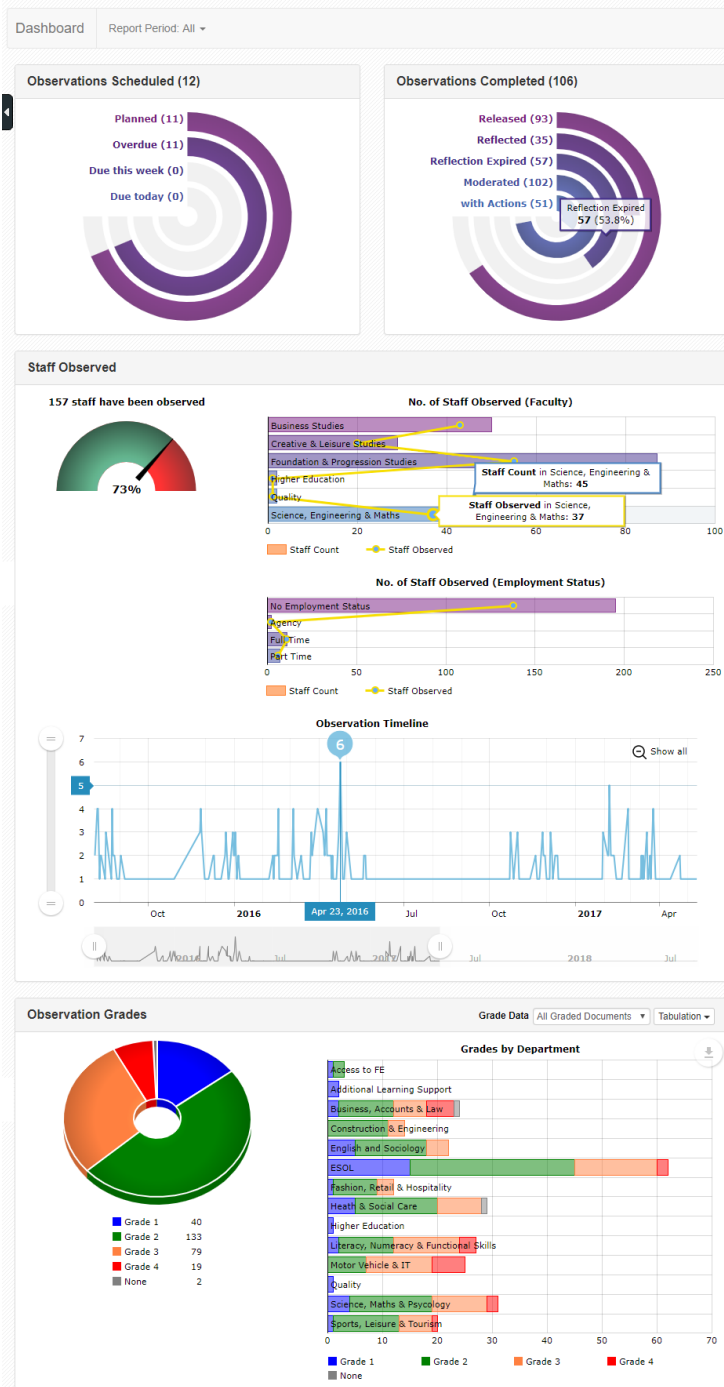 Dashboard
Report Period: All
Observations Scheduled (12)
Planned (11)
Overdue (11)
Due this week (0)
Due today (0)
Observations Completed (106)
Released (93)
Reflected (35)
Reflection Expired (57)
Moderated (102)
with Actions (51)
Reflection Expired
57 (53.8%)
Staff Observed
157 staff have been observed
73%
No. of Staff Observed (Faculty)
Business Studies
Creative & Leisure Studies
Foundation & Progression Studies
Higher Education
Quality
Science, Engineering & Maths
Staff Count in Science, Engineering &
Maths: 45
Staff Observed in Science,
Engineering & Maths: 37
0 20 40 60 80 100
Staff Count Staff Observed
No. of Staff Observed (Employment Status)
No Employment Status
Agency
Full Time
Part Time
0 50 100 150 200 250
Staff Count Staff Observed
Observation Timeline
6
Show all
7
6
5
4
3
2
1
0
Oct 2016 Apr 23, 2016 Jul Oct 2017 Apr
Jul Jul 2018 Jul
Observation Grades
Grade Data All Graded Documents Tabulation
Grade 1 40
Grade 2 133
Grade 3 79
Grade 4 19
None 2
Grades by Department
Access to FE
Additional Learning Support
Business, Accounts & Law
Construction & Engineering
English and Sociology
ESOL
Fashion, Retail & Hospitality
Heath & Social Care
Higher Education
Literacy, Numeracy & Functional Skills
Motor Vehicle & IT
Quality
Science, Maths & Psycology
Sports, Leisure & Tourism
0 10 20 30 40 50 60 70
Grade 1 Grade 2 Grade 3 Grade 4
None